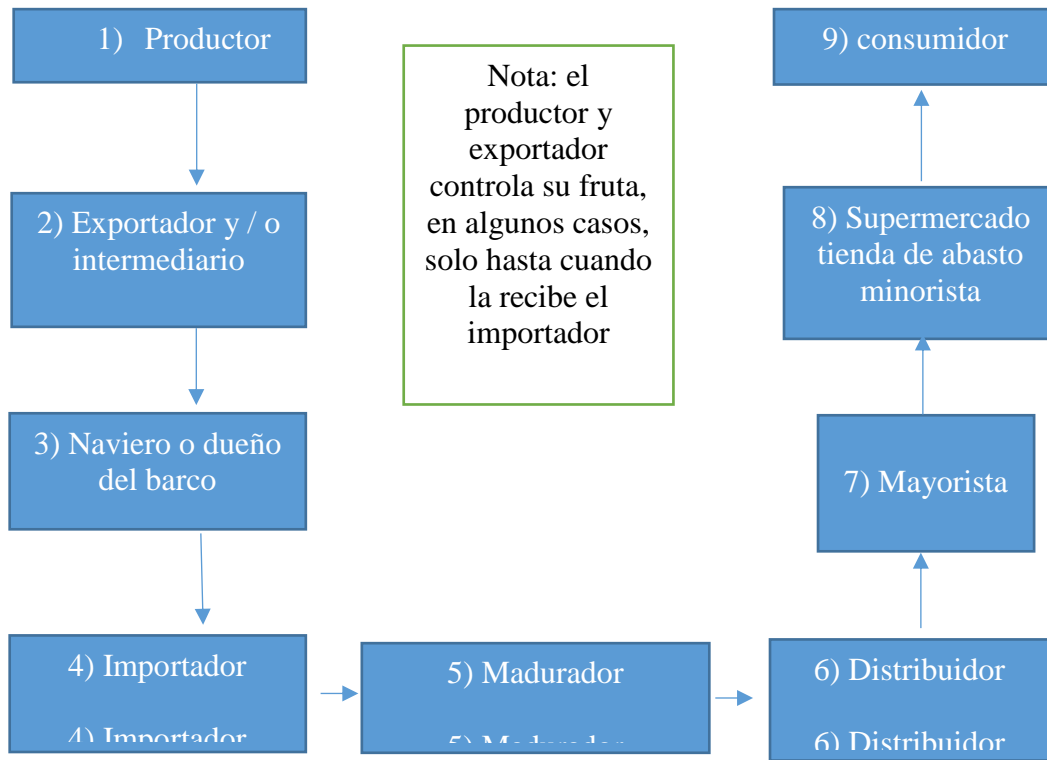 1) Productor
2) Exportador y / o
intermediario
3) Naviero o dueño
del barco
4) Importador
4) Importador
Nota: el
productor y
exportador
controla su fruta,
en algunos casos,
solo hasta cuando
la recibe el
importador
5) Madurador
5) Madurador
6) Distribuidor
6) Distribuidor
7) Mayorista
8) Supermercado
tienda de abasto
minorista
9) consumidor